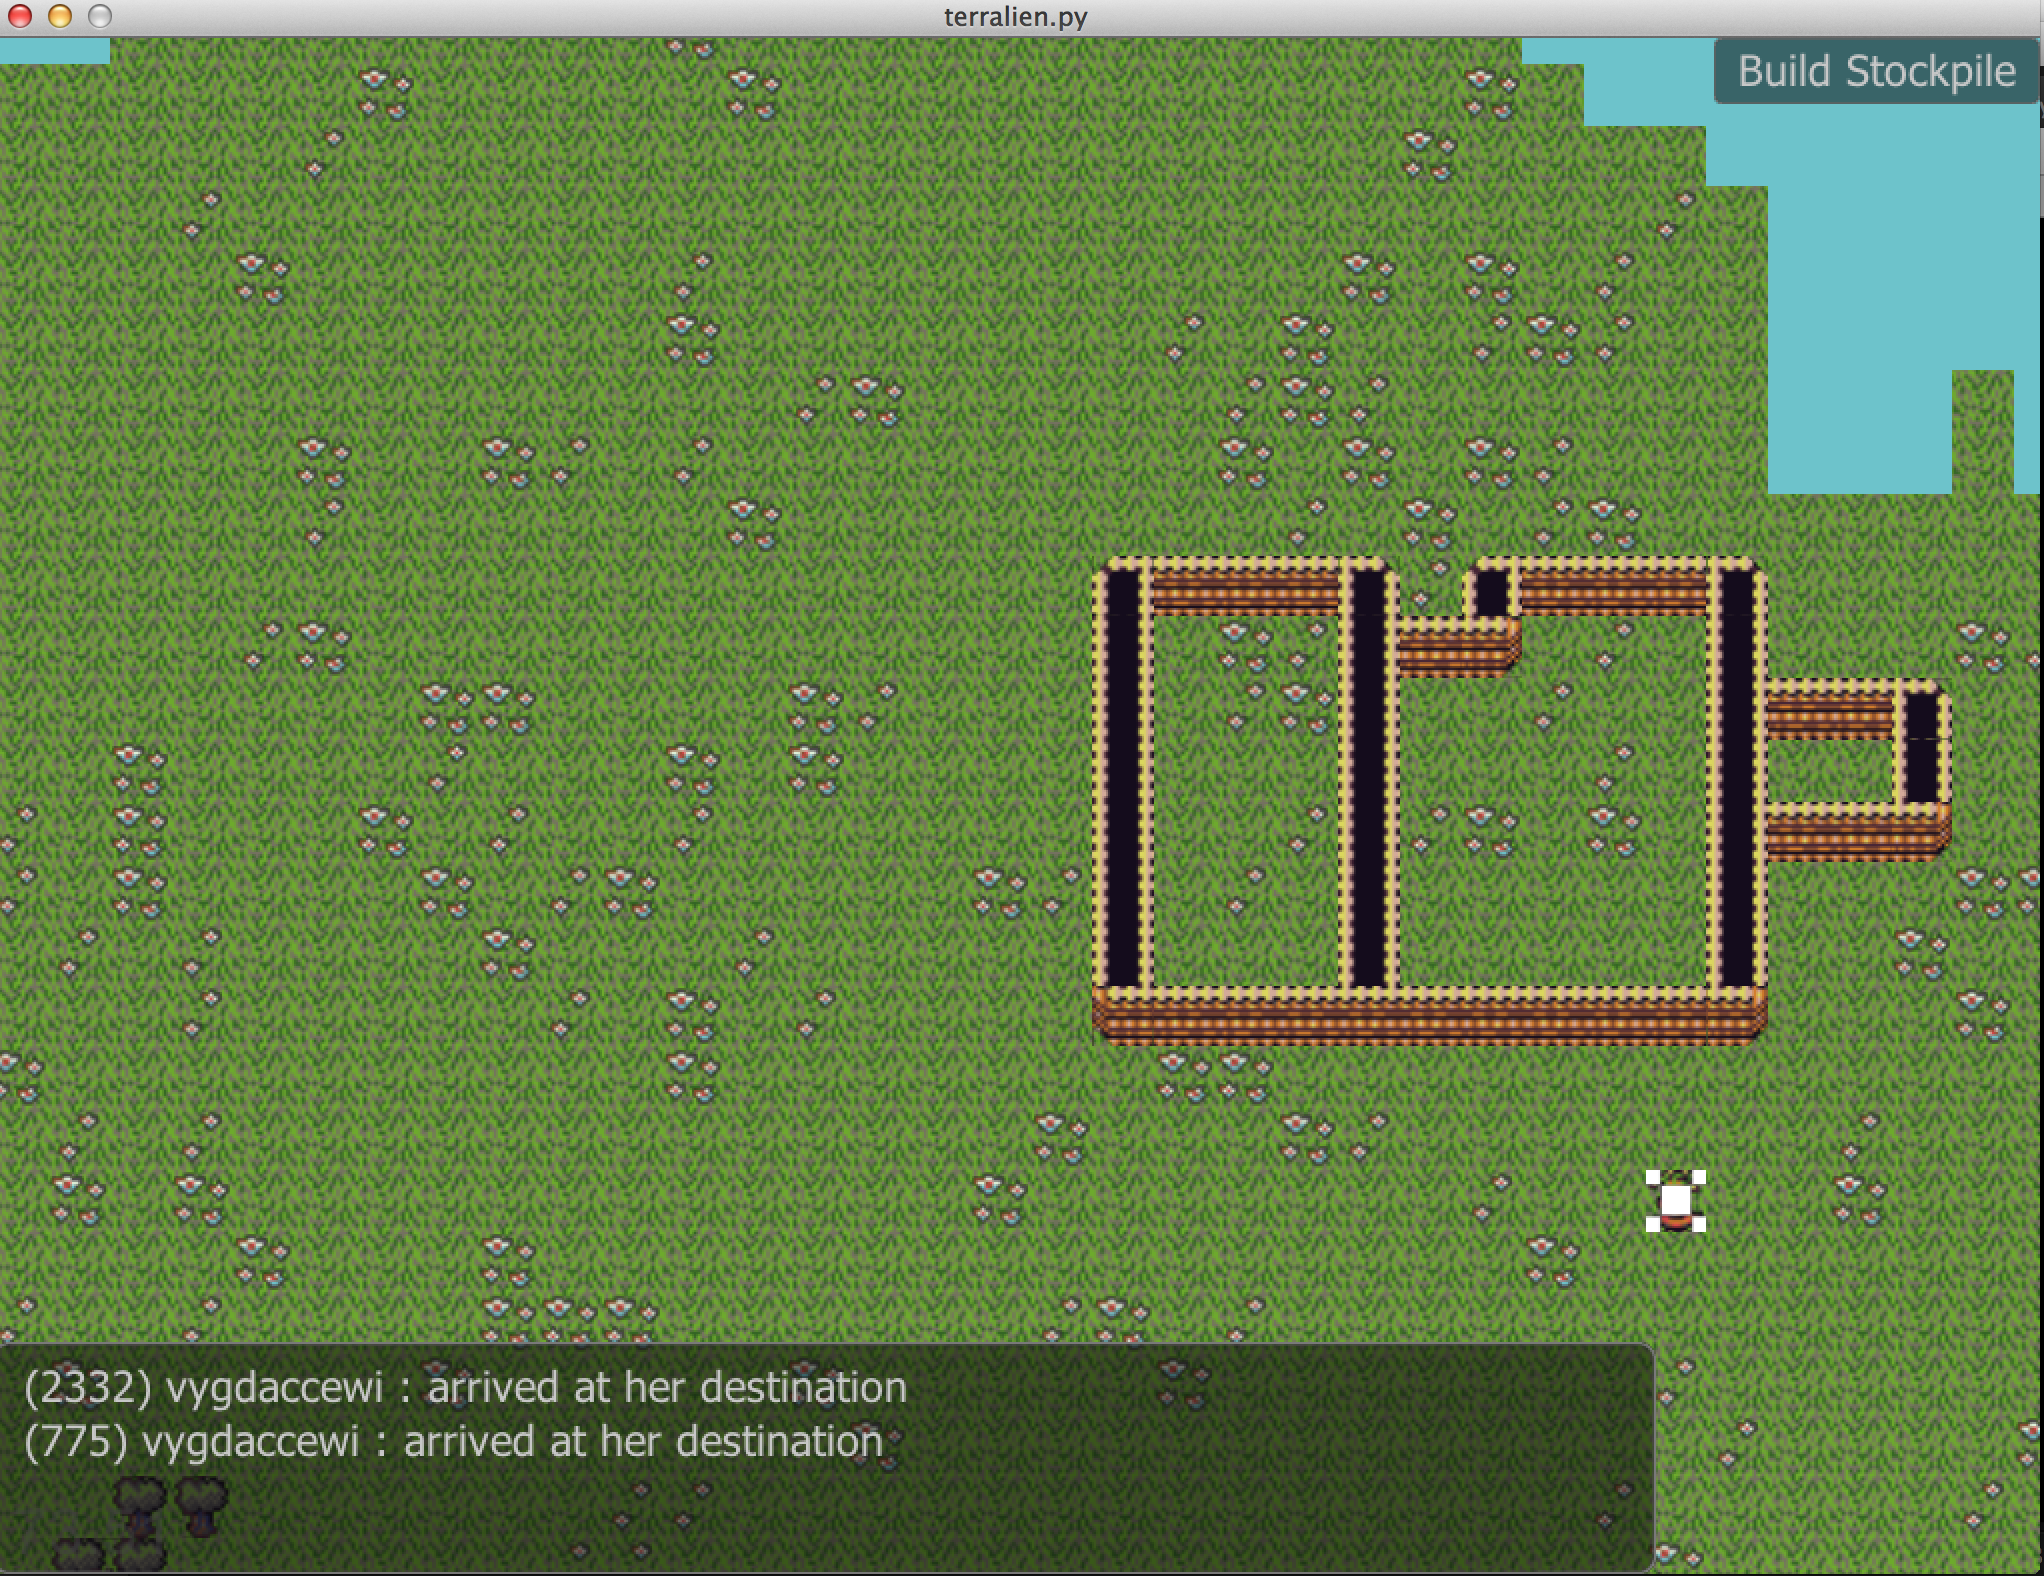 terralien.py
Build Stockpile
(2332) vygdaccewi : arrived at her destination
(775) vygdaccewi : arrived at her destination